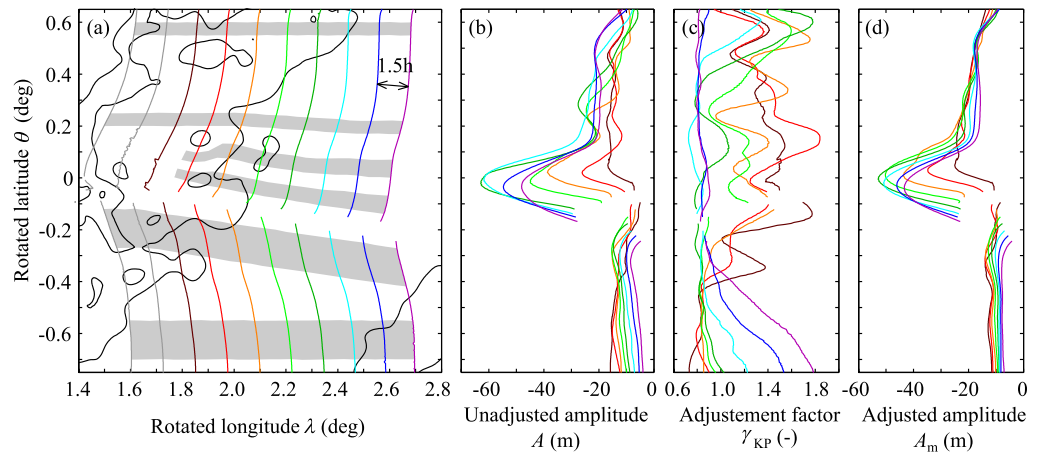 (a) (b) (c) (d)
1.5h
0.6
0.4
0.2
0
-0.2
-0.4
-0.6
Rotated latitude θ (deg)
1.4 1.6 1.8 2.0 2.2 2.4 2.6 2.8
Rotated longitude λ (deg)
-60 -40 -20 0
Unadjusted amplitude
A (m)
0.6 1.0 1.4 1.8
Adjustement factor
γKP (-)
-60 -40 -20 0
Adjusted amplitude
Am (m)